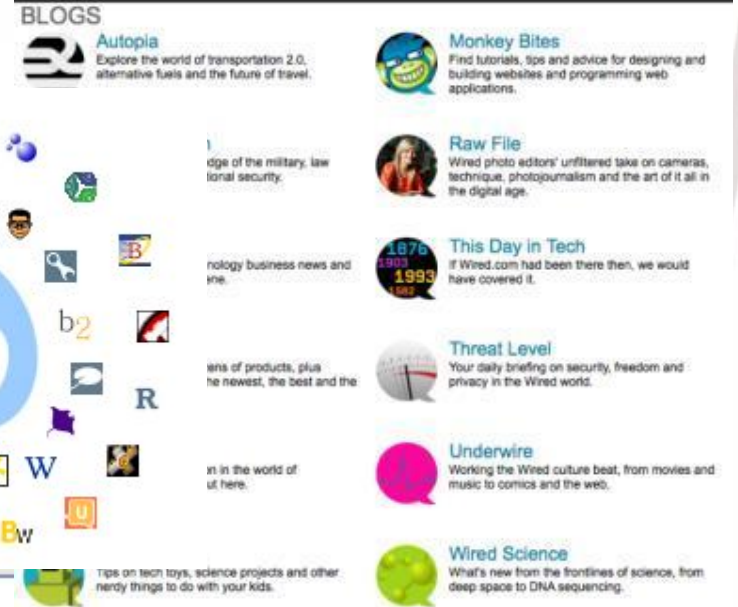 BLOGS
Autopia
Explore the world of transportation 2.0,
alternative fuels and the future of travel.
dge of the military, law
ional security.
nology business news and
ene.
ens of products, plus
he newest, the best and the
n in the world of
ut here.
Tips on tech toys, science projects and other
nerdy things to do with your kids.
B
b2
R
W
U
Bw
Monkey Bites
Find tutorials, tips and advice for designing and
building websites and programming web
applications.
Raw File
Wired photo editors' unfiltered take on cameras,
technique, photojournalism and the art of it all in
the digital age.
1876
1903
1993
1582
This Day in Tech
If Wired.com had been there then, we would
have covered it.
Threat Level
Your daily briefing on security, freedom and
privacy in the Wired world.
Underwire
Working the Wired culture beat, from movies and
music to comics and the web.
Wired Science
What's new from the frontlines of science, from
deep space to DNA sequencing.